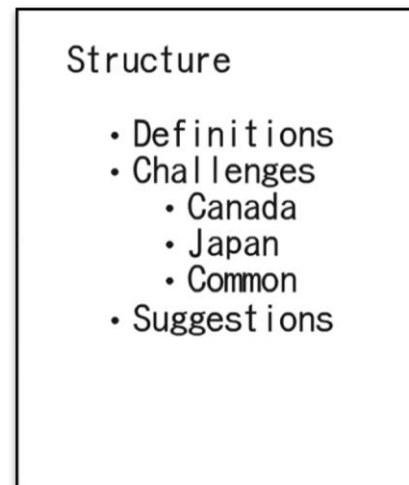 Structure
・Definitions
・Challenges
・Canada
・Japan
・Common
・Suggestions